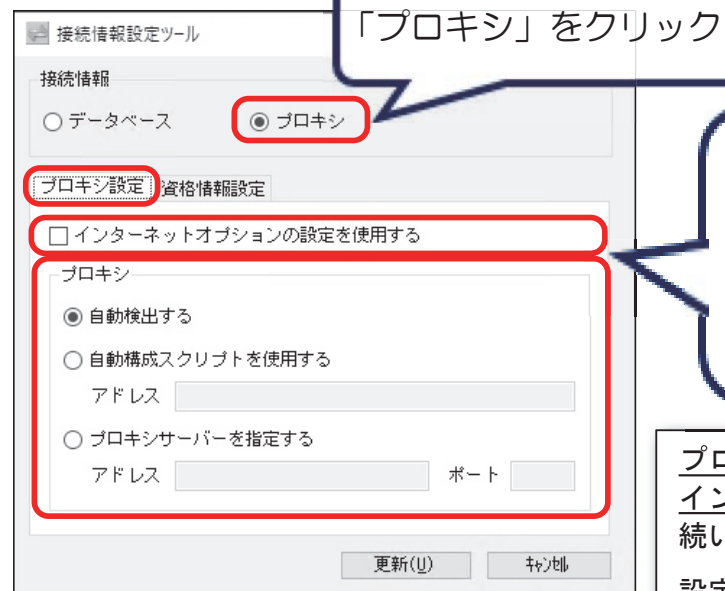 「プロキシ」をクリック
接続情報設定ツール
接続情報
データベース プロキシ
プロキシ設定 資格情報設定
インターネットオプションの設定を使用する
プロキシ
自動検出する
自動構成スクリプトを使用する
アドレス
プロキシサーバーを指定する
アドレス ポート
更新(U) ｷｬﾝｾﾙ
プロ
イン
続い